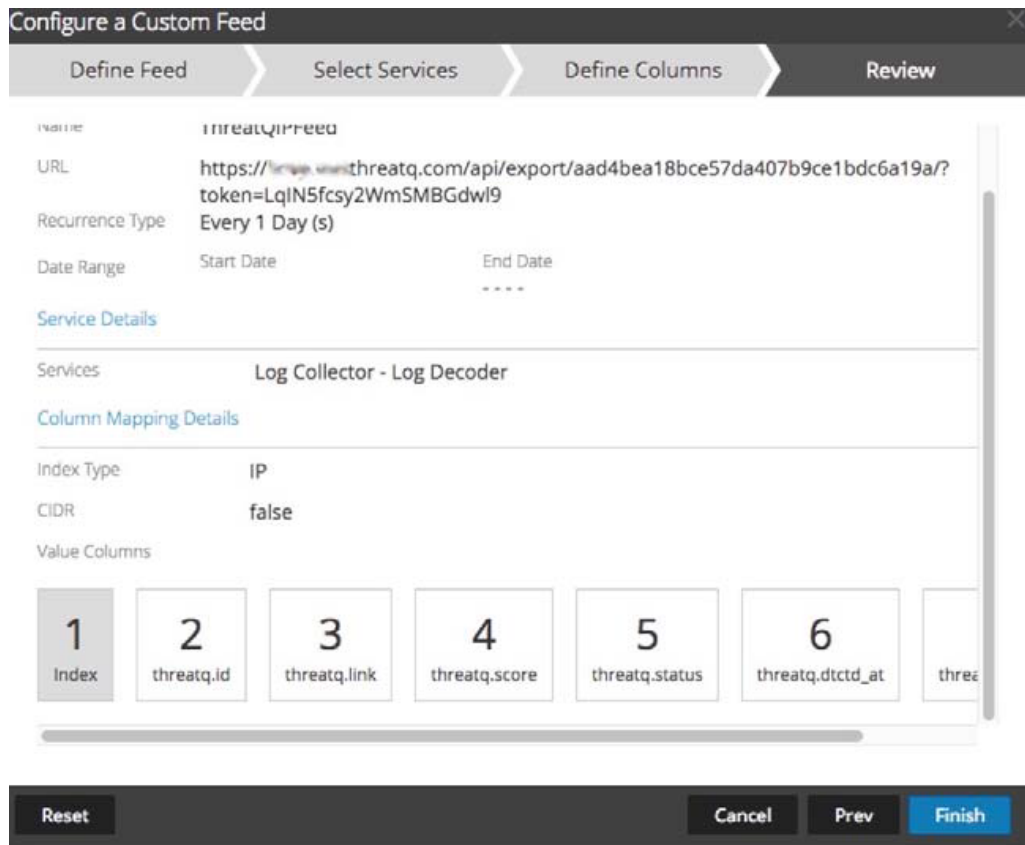 Configure a Custom Feed
Define Feed
Select Services
Define Columns
Review
Name ThreatQIPFeed
URL https:// threatq.com/api/export/aad4bea18bce57da407b9ce1bdc6a19a/?
token=LqIN5fcsy2WmSMBGdwl9
Recurrence Type Every 1 Day (s)
Date Range Start Date End Date
- - - -
Service Details
Services Log Collector - Log Decoder
Column Mapping Details
Index Type IP
CIDR false
Value Columns
1 2 3 4 5 6
Index threatq.id threatq.link threatq.score threatq.status threatq.dtctd_at threa
Reset Cancel Prev Finish